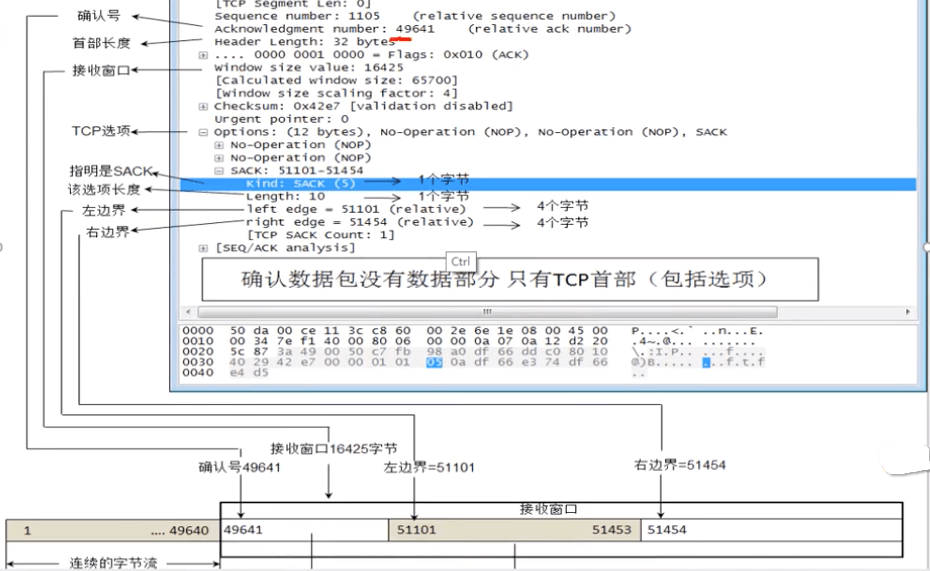 [TCP Segment Len: 0]
确认号
Sequence number: 1105 (relative sequence number)
Acknowledgment number: 49641 (relative ack number)
首部长度
Header Length: 32 bytes
.... 0000 0001 0000 = Flags: 0x010 (ACK)
接收窗口
Window size value: 16425
[Calculated window size: 65700]
[Window size scaling factor: 4]
Checksum: 0x42e7 [validation disabled]
Urgent pointer: 0
TCP选项
Options: (12 bytes), No-Operation (NOP), No-Operation (NOP), SACK
No-Operation (NOP)
No-Operation (NOP)
指明是SACK
SACK: 51101-51454
Kind: SACK (5) 1个字节
该选项长度
Length: 10 1个字节
左边界
left edge = 51101 (relative) 4个字节
右边界
right edge = 51454 (relative) 4个字节
[TCP SACK Count: 1]
[SEQ/ACK analysis]
Ctrl
确认数据包没有数据部分 只有TCP首部（包括选项）
0000 50 da 00 ce 11 3c c8 60 00 2e 6e 1e 08 00 45 00 P....<.` ..n...E.
0010 00 34 7e f1 40 00 80 06 00 00 0a 07 0a 12 d2 20 .4~.@...
0020 5c 87 3a 49 00 50 c7 fb 98 a0 df 66 dd c0 80 10 \.:I.P.. ...f....
0030 40 29 42 e7 00 00 01 01 05 0a df 66 e3 74 df 66 @)B..... ...f.t.f
0040 e4 d5 ..
接收窗口16425字节
确认号49641
左边界=51101
右边界=51454
接收窗口
1 .... 49640 49641 51101 51453 51454
连续的字节流